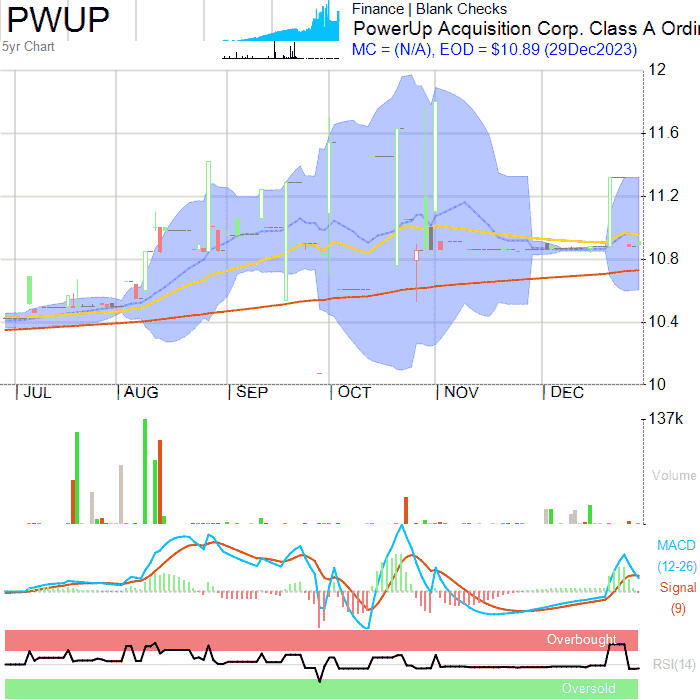 PWUP
5yr Chart
Finance | Blank Checks
PowerUp Acquisition Corp. Class A Ordi
MC = (N/A), EOD = $10.89 (29Dec2023)
12
11.6
11.2
10.8
10.4
10
JUL AUG SEP OCT NOV DEC
137k
Volume
MACD
(12-26)
Signal
(9)
Overbought
RSI(14)
Oversold